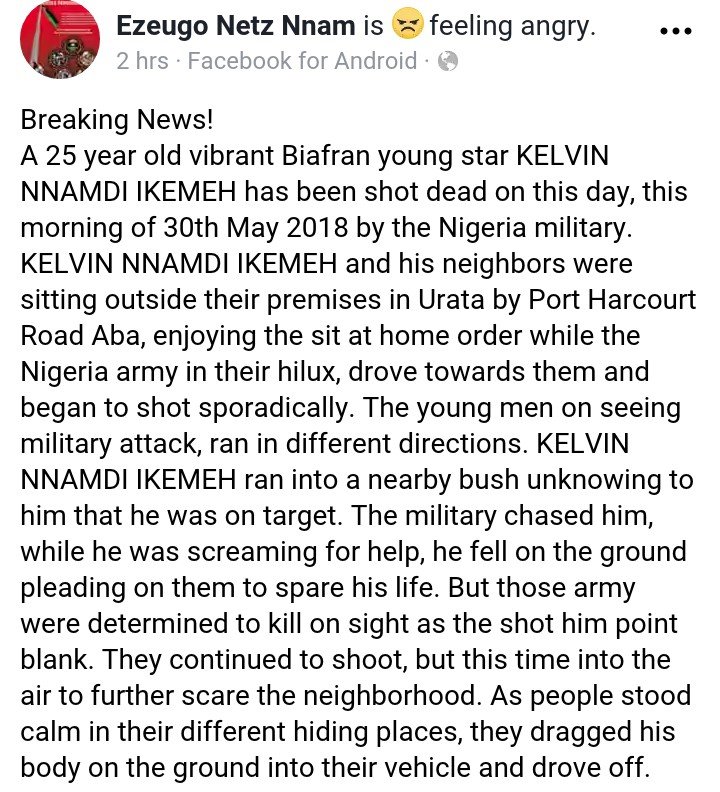 Ezeugo Netz Nnam is 😠 feeling angry.
2 hrs · Facebook for Android ·
Breaking News!
A 25 year old vibrant Biafran young star KELVIN
NNAMDI IKEMEH has been shot dead on this day, this
morning of 30th May 2018 by the Nigeria military.
KELVIN NNAMDI IKEMEH and his neighbors were
sitting outside their premises in Urata by Port Harcourt
Road Aba, enjoying the sit at home order while the
Nigeria army in their hilux, drove towards them and
began to shot sporadically. The young men on seeing
military attack, ran in different directions. KELVIN
NNAMDI IKEMEH ran into a nearby bush unknowing to
him that he was on target. The military chased him,
while he was screaming for help, he fell on the ground
pleading on them to spare his life. But those army
were determined to kill on sight as the shot him point
blank. They continued to shoot, but this time into the
air to further scare the neighborhood. As people stood
calm in their different hiding places, they dragged his
body on the ground into their vehicle and drove off.